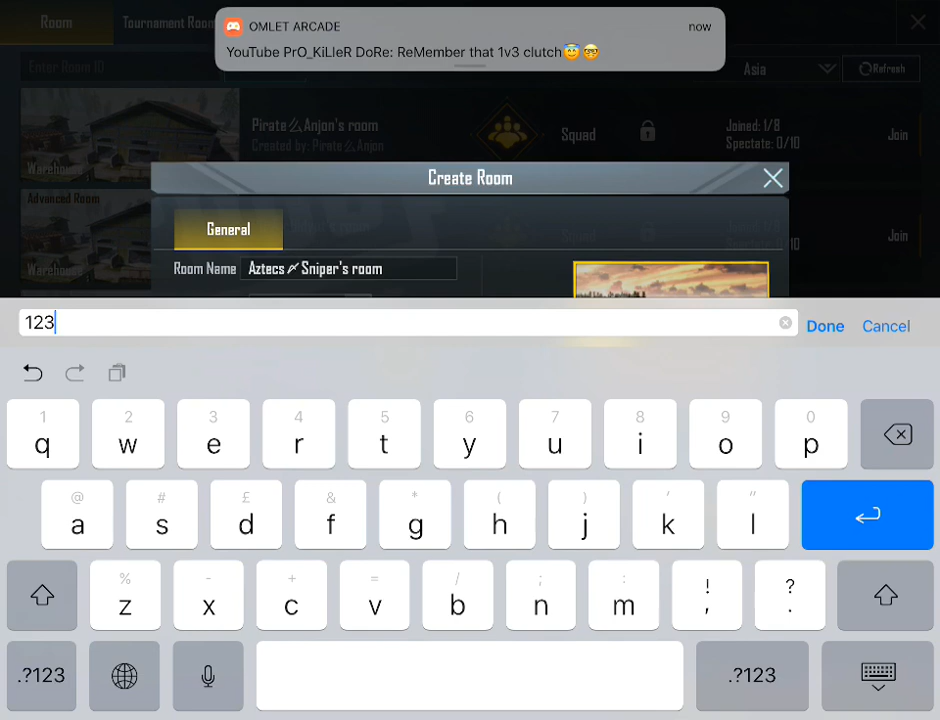 Room
Tournament Room
OMLET ARCADE
now
YouTube PrO_KiLleR DoRe: ReMember that 1v3 clutch😇🤓
Enter Room ID
Asia
Refresh
Pirate么Anjon's room
Created by: Pirate么Anjon
Squad
Joined: 1/8
Spectate: 0/10
Join
Warehouse
Advanced Room
Warehouse
Join
Create Room
General
Room Name
Aztecs〆Sniper's room
123
Done
Cancel
1 2 3 4 5 6 7 8 9 0
q w e r t y u i o p
@ # £ & * ( ) ' "
a s d f g h j k l
% - + = / ; : ! ?
z x c v b n m , .
.?123
.?123